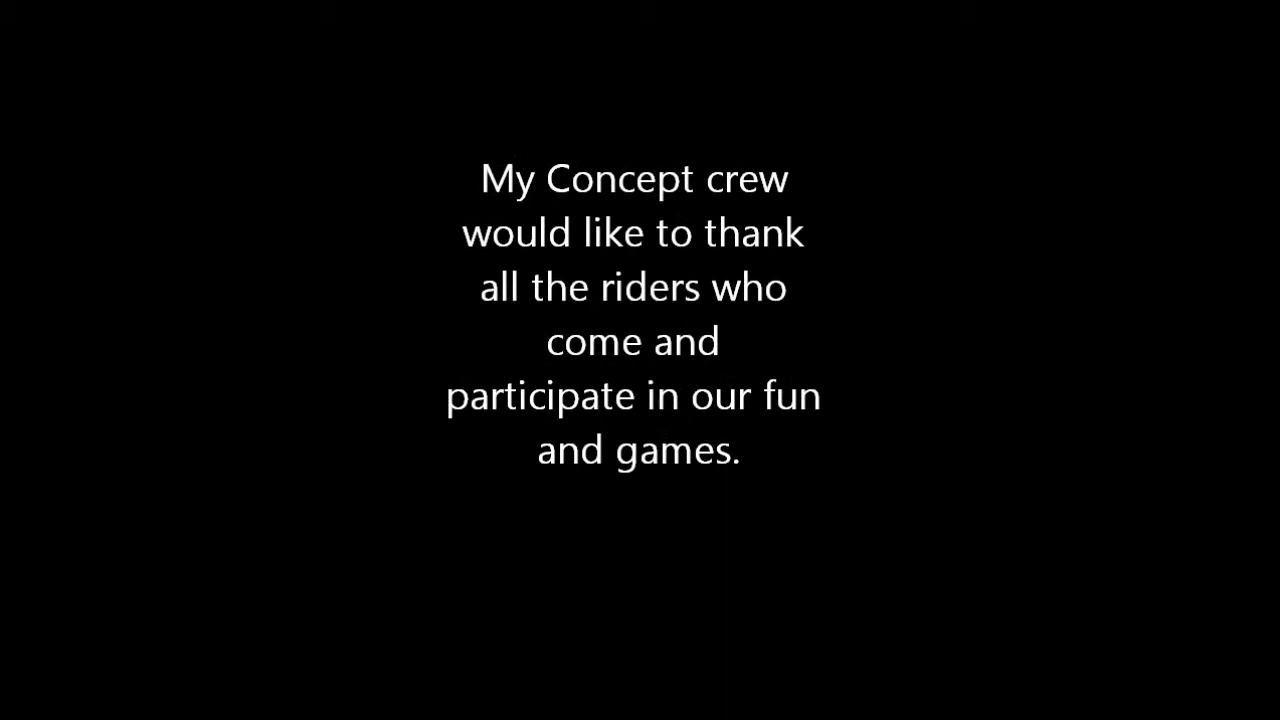 My Concept crew
would like to thank
all the riders who
come and
participate in our fun
and games.